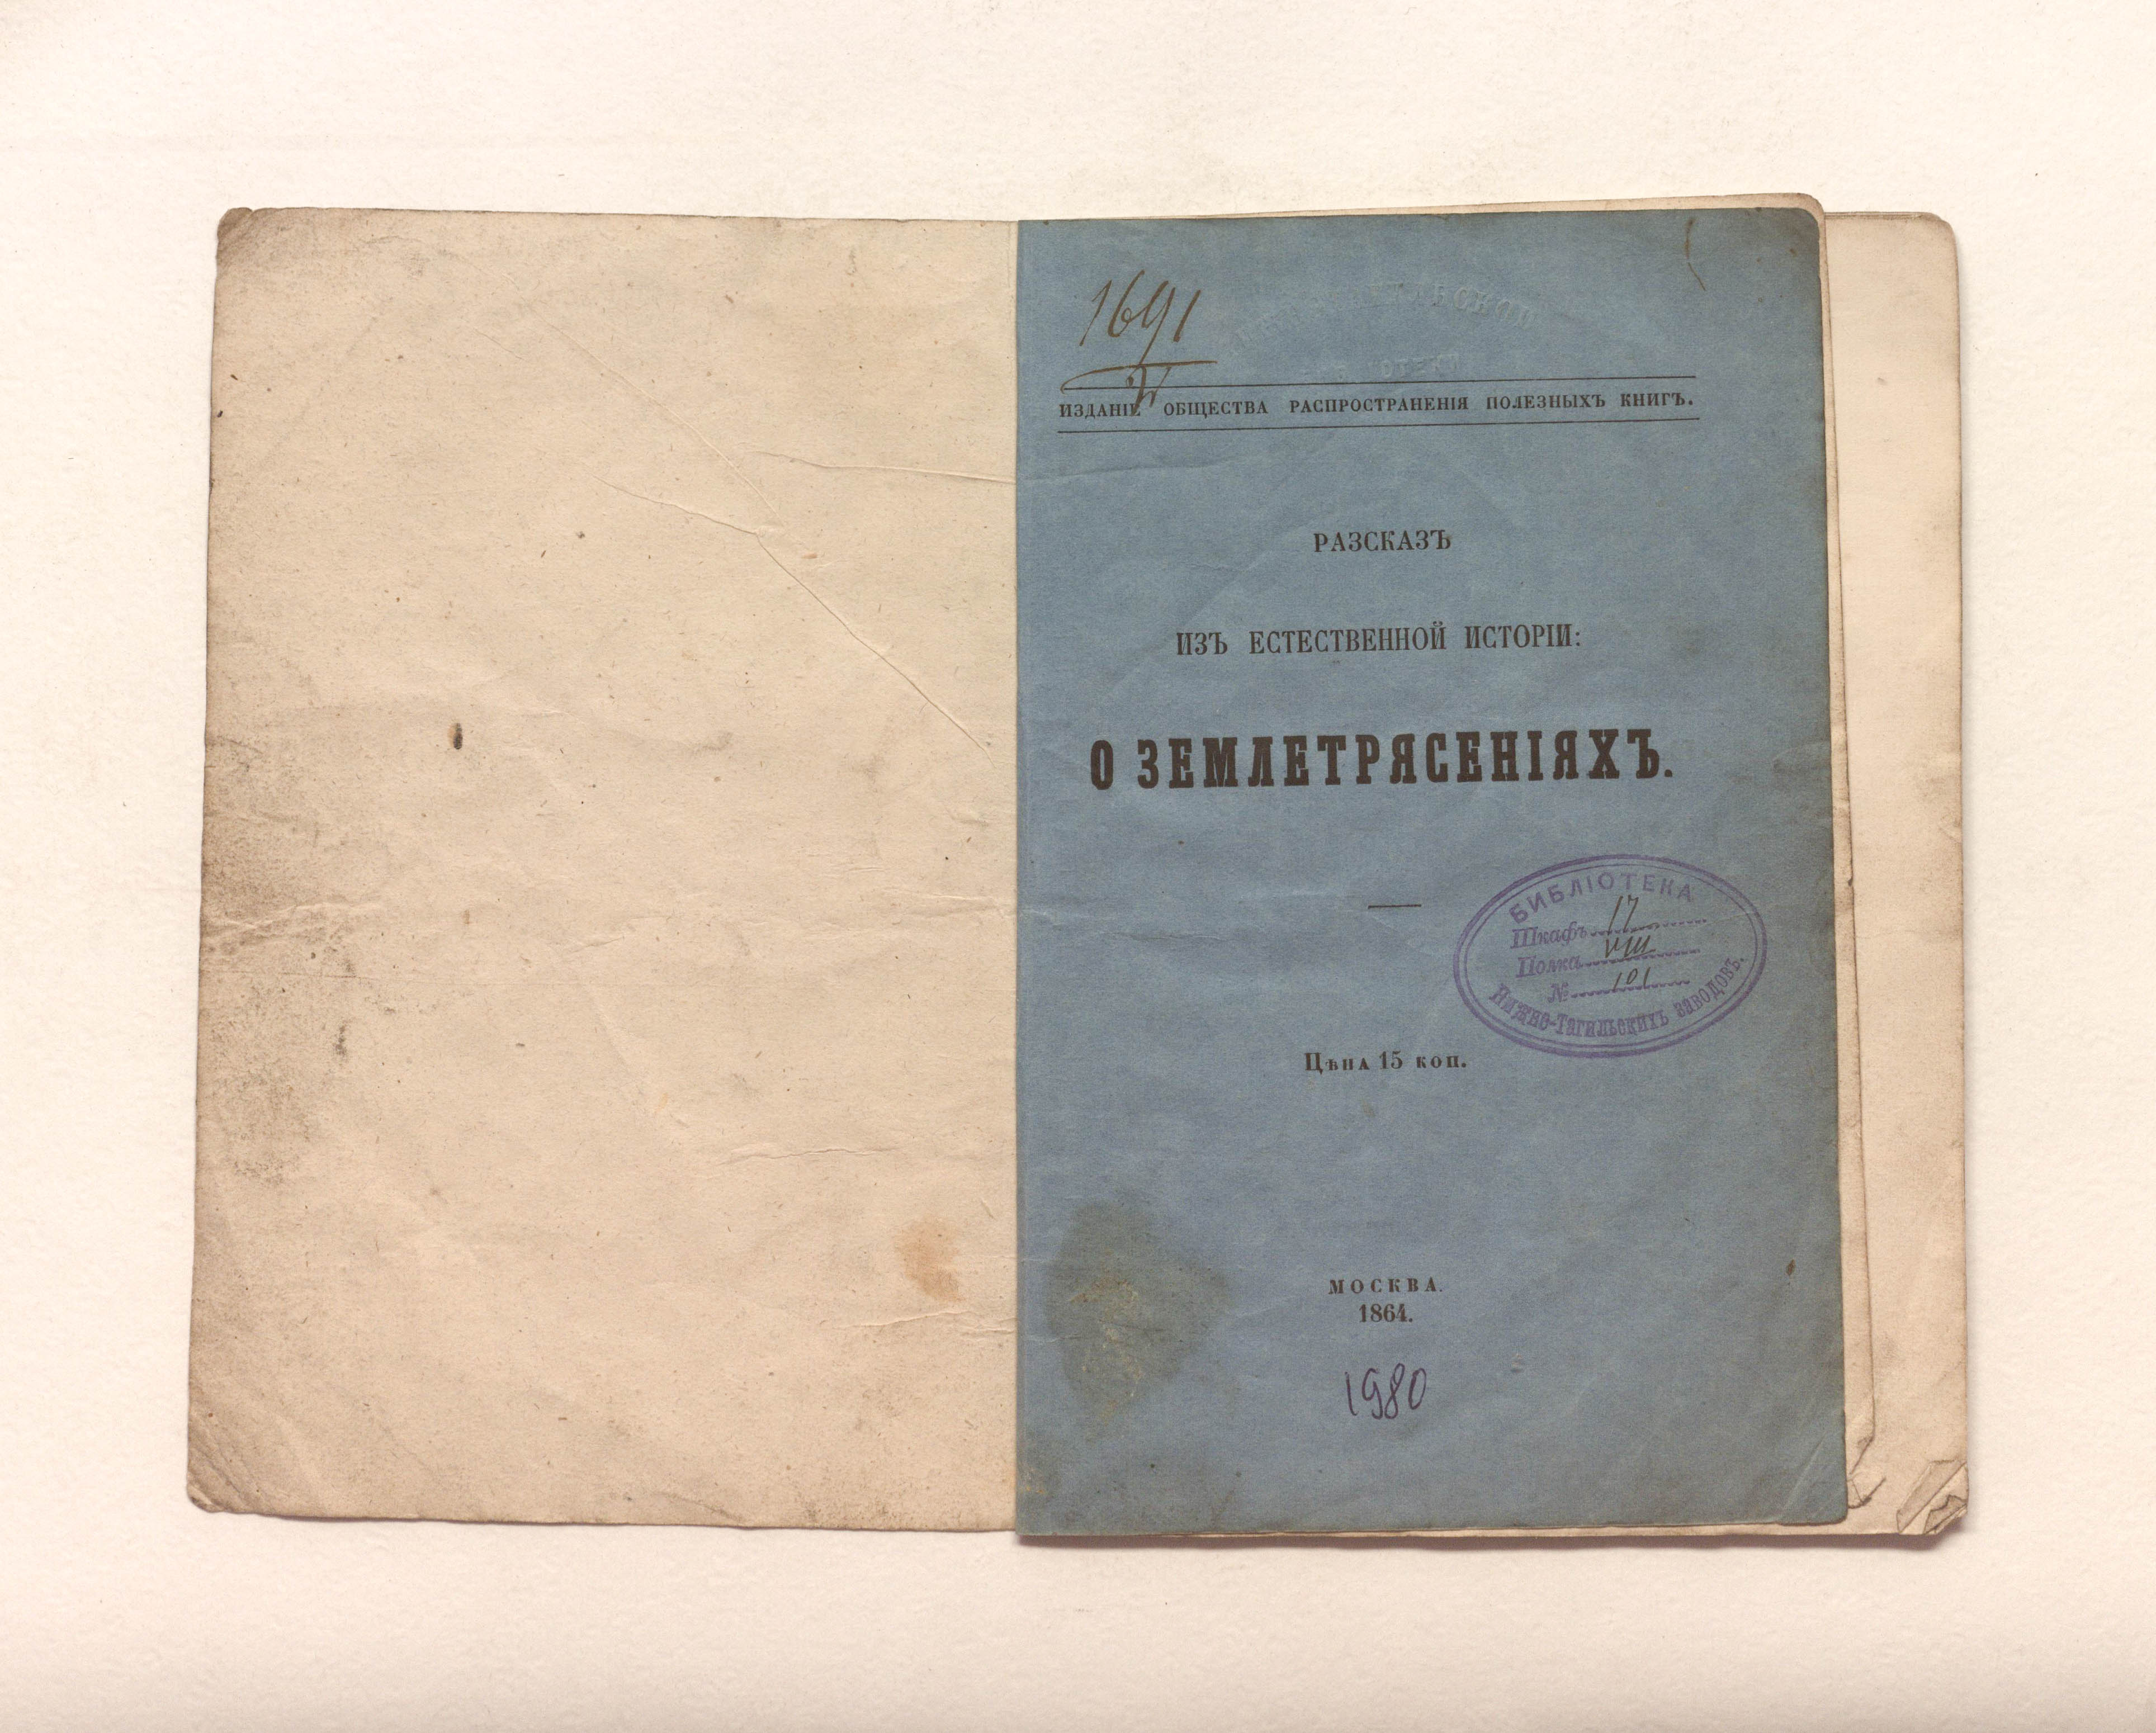 1691
ИЗДАНІЕ ОБЩЕСТВА РАСПРОСТРАНЕНІЯ ПОЛЕЗНЫХЪ КНИГЪ.
РАЗСКАЗЪ
ИЗЪ ЕСТЕСТВЕННОЙ ИСТОРІИ:
О ЗЕМЛЕТРЯСЕНІЯХЪ.
БИБЛІОТЕКА
Шкафъ 17
Полка VIII
№ 101
Нижне-Тагильскихъ заводовъ.
Цѣна 15 коп.
МОСКВА.
1864.
1980